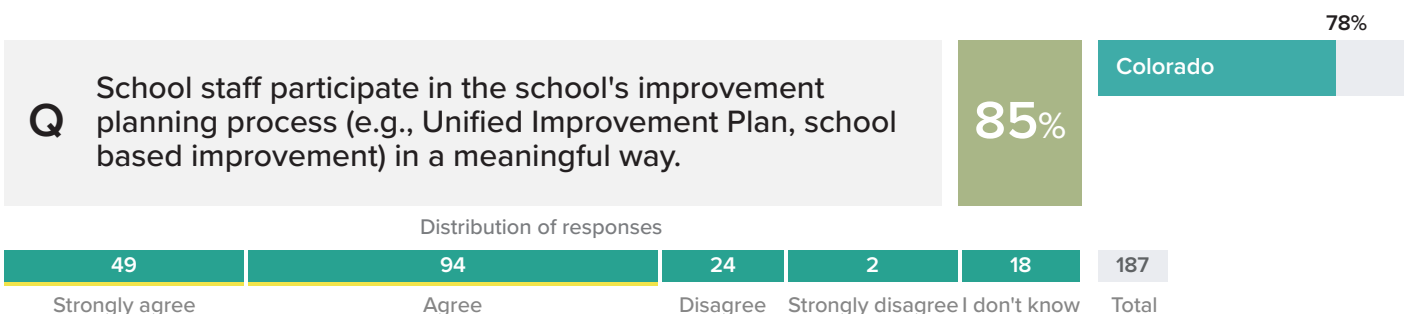 78%
Q
School staff participate in the school's improvement
planning process (e.g., Unified Improvement Plan, school
based improvement) in a meaningful way.
85%
Colorado
Distribution of responses
49 94 24 2 18 187
Strongly agree Agree Disagree Strongly disagree I don't know Total